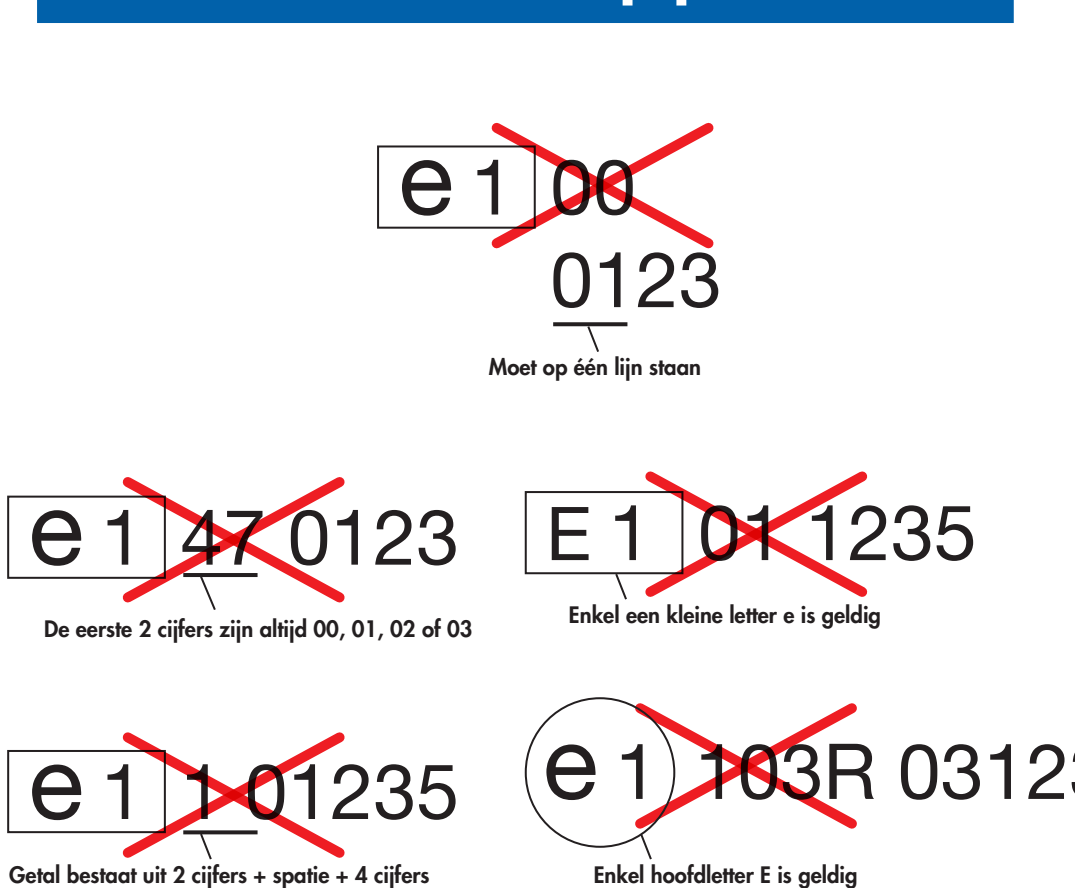 e 1 00
0123
Moet op één lijn staan
e 1 47 0123
De eerste 2 cijfers zijn altijd 00, 01, 02 of 03
E 1 01 1235
Enkel een kleine letter e is geldig
e 1 1 01235
Getal bestaat uit 2 cijfers + spatie + 4 cijfers
e 1 103R 03123
Enkel hoofdletter E is geldig